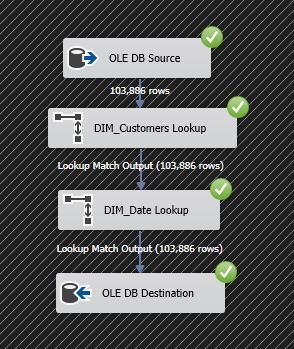 OLE DB Source
103,886 rows
DIM_Customers Lookup
Lookup Match Output (103,886 rows)
DIM_Date Lookup
Lookup Match Output (103,886 rows)
OLE DB Destination